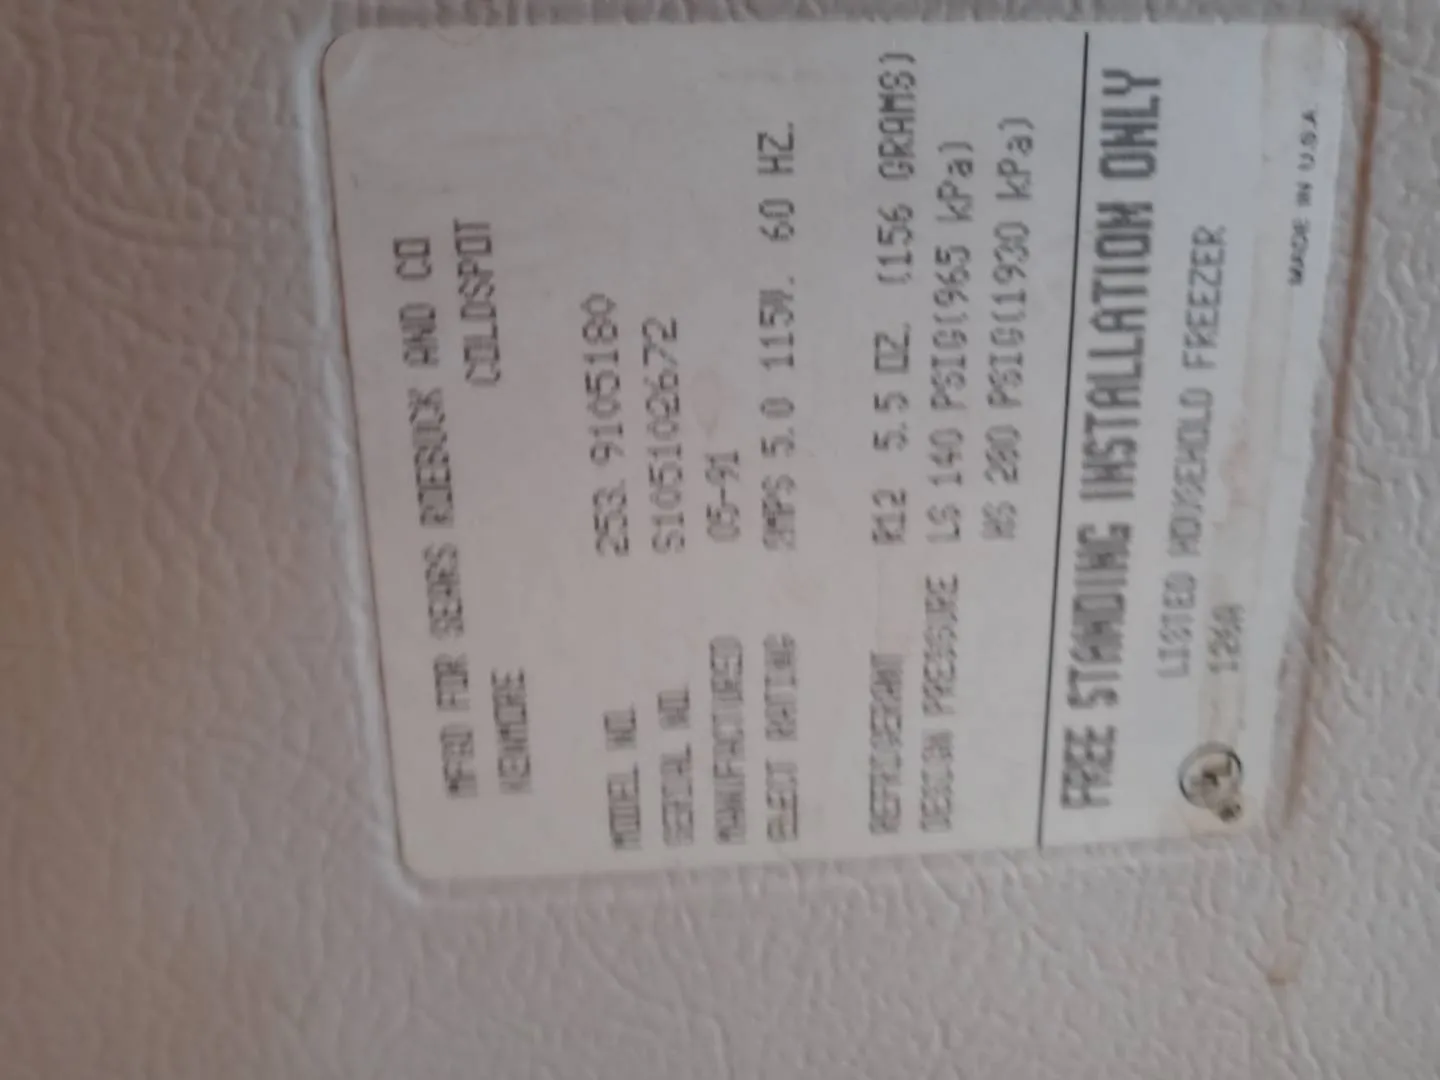 MFGD FOR SEARS ROEBUCK AND CO
KENMORE COLDSPOT
MODEL NO. 253.9105180
SERIAL NO. S105102672
MANUFACTURED 05-91
ELECT RATING AMPS 5.0 115V. 60 HZ.
REFRIGERANT R12 5.5 OZ. (156 GRAMS)
DESIGN PRESSURE LS 140 PSIG(965 kPa)
HS 280 PSIG(1930 kPa)
FREE STANDING INSTALLATION ONLY
LISTED HOUSEHOLD FREEZER
UL
MADE IN U.S.A